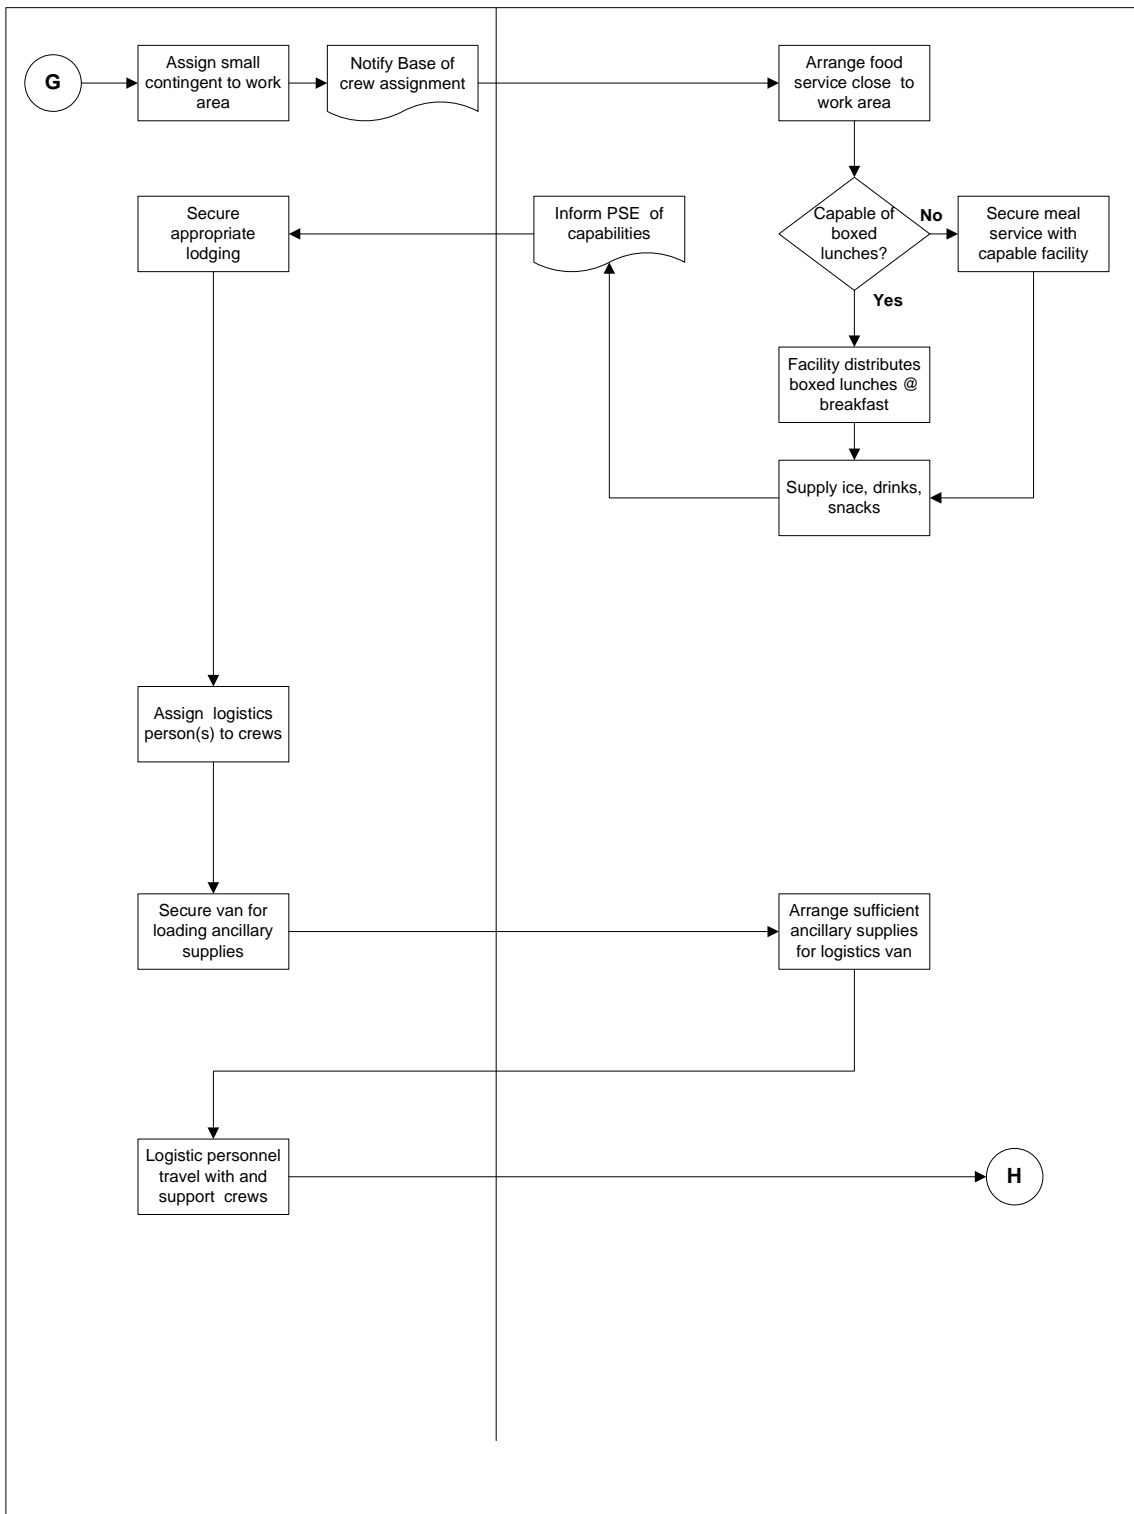 G
Assign small
contingent to work
area
Notify Base of
crew assignment
Arrange food
service close to
work area
Secure
appropriate
lodging
Inform PSE of
capabilities
Capable of
boxed
lunches?
No
Secure meal
service with
capable facility
Yes
Facility distributes
boxed lunches @
breakfast
Supply ice, drinks,
snacks
Assign logistics
person(s) to crews
Secure van for
loading ancillary
supplies
Arrange sufficient
ancillary supplies
for logistics van
Logistic personnel
travel with and
support crews
H